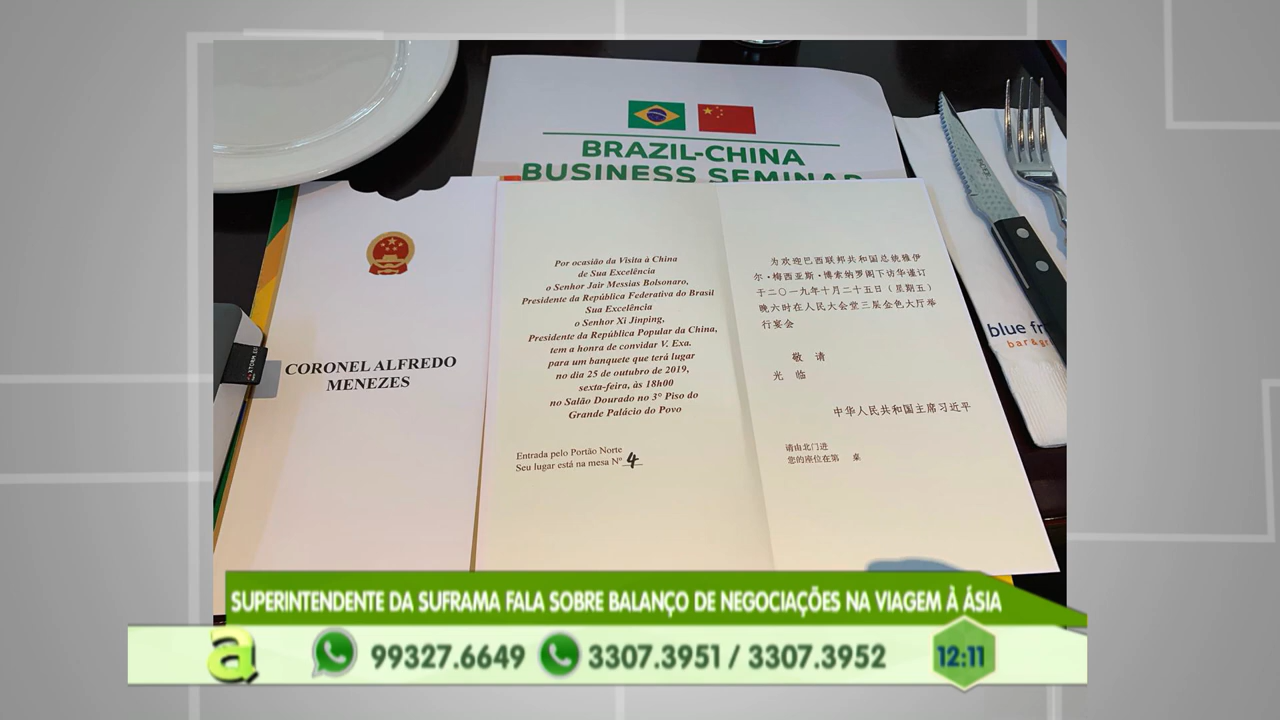 BRAZIL-CHINA
BUSINESS SEMINAR
CORONEL ALFREDO
MENEZES
Por ocasião da Visita à China
de Sua Excelência
o Senhor Jair Messias Bolsonaro,
Presidente da República Federativa do Brasil
Sua Excelência
o Senhor Xi Jinping,
Presidente da República Popular da China,
tem a honra de convidar V. Exa.
para um banquete que terá lugar
no dia 25 de outubro de 2019,
sexta-feira, às 18h00
no Salão Dourado no 3° Piso do
Grande Palácio do Povo
Entrada pelo Portão Norte
Seu lugar está na mesa Nº 4
为欢迎巴西联邦共和国总统雅伊
尔·梅西亚斯·博索纳罗阁下访华谨订
于二〇一九年十月二十五日（星期五）
晚六时在人民大会堂三层金色大厅举
行宴会
敬 请
光 临
中华人民共和国主席习近平
请由北门进
您的座位在第 桌
blue
bar&
SUPERINTENDENTE DA SUFRAMA FALA SOBRE BALANÇO DE NEGOCIAÇÕES NA VIAGEM À ÁSIA
a 99327.6649 3307.3951 / 3307.3952 12:11